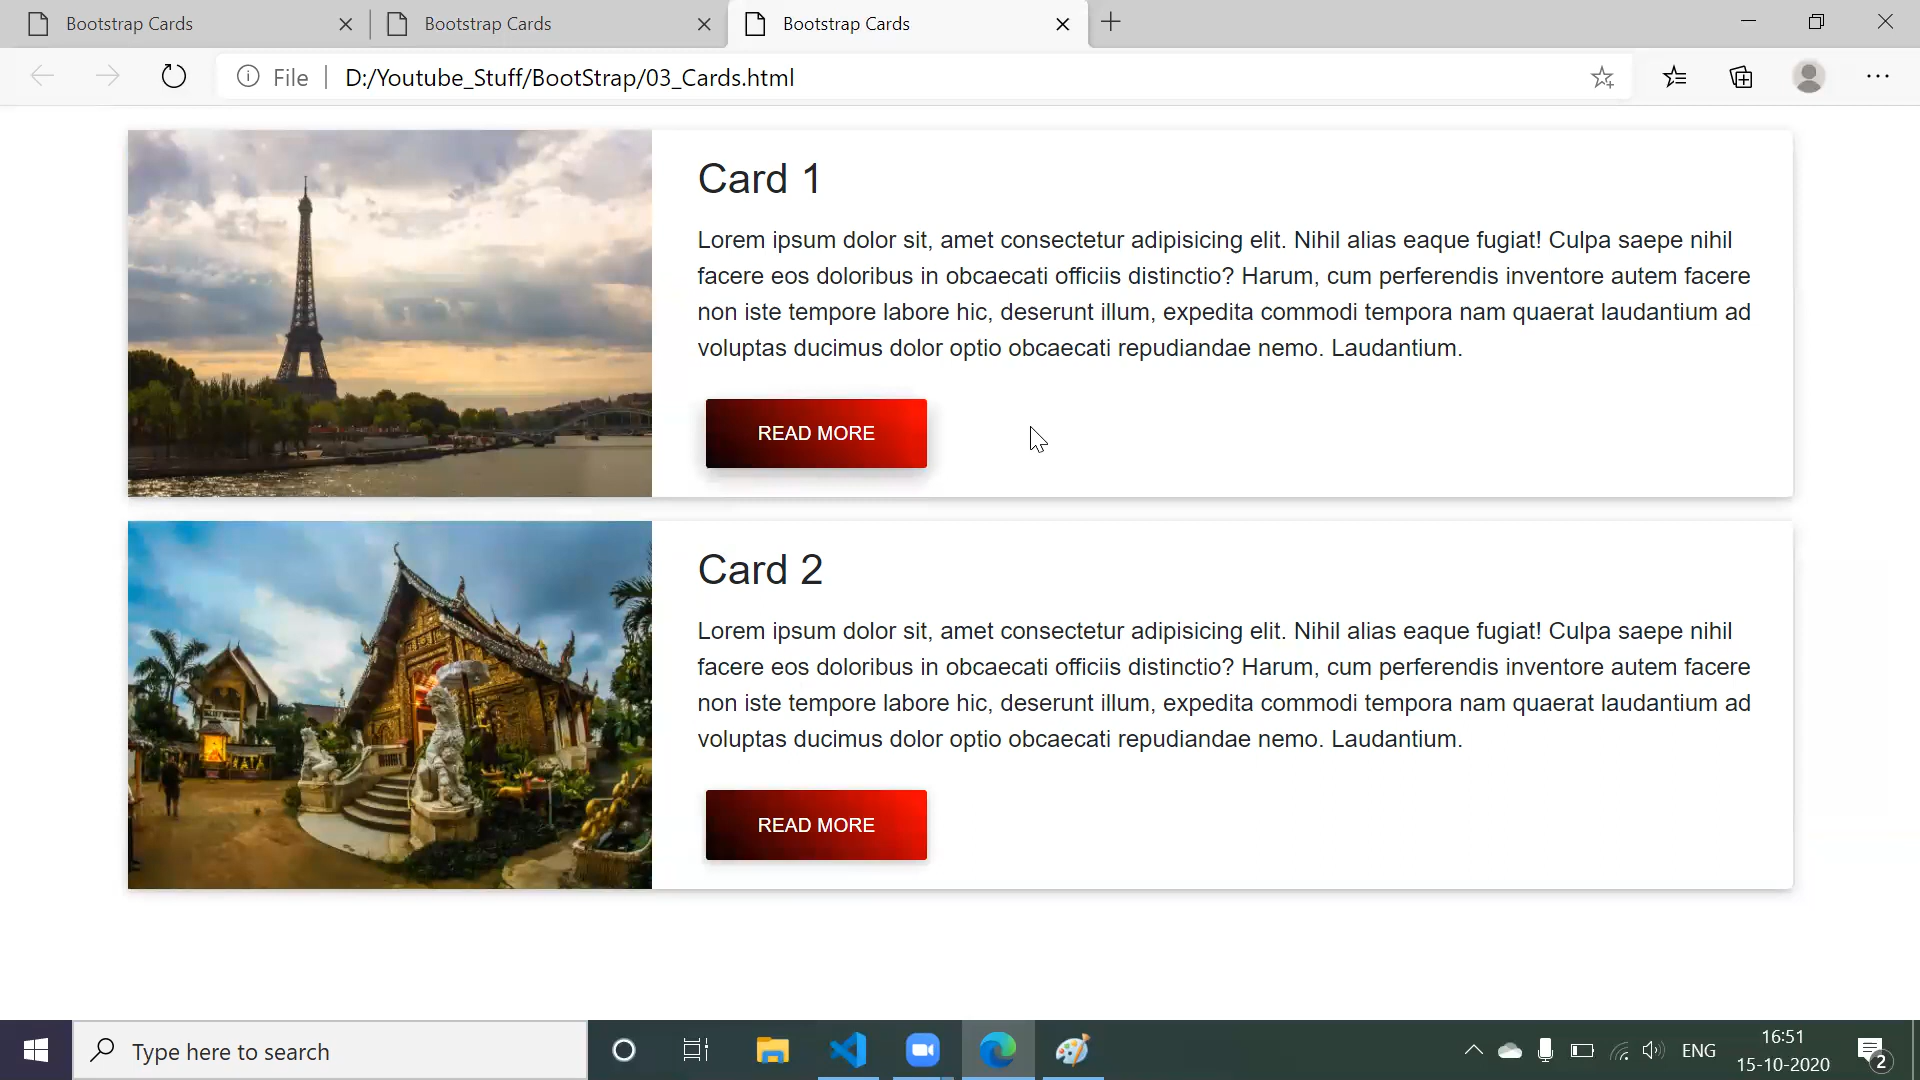 Bootstrap Cards
Bootstrap Cards
Bootstrap Cards
File
D:/Youtube_Stuff/BootStrap/03_Cards.html
Card 1
Lorem ipsum dolor sit, amet consectetur adipisicing elit. Nihil alias eaque fugiat! Culpa saepe nihil
facere eos doloribus in obcaecati officiis distinctio? Harum, cum perferendis inventore autem facere
non iste tempore labore hic, deserunt illum, expedita commodi tempora nam quaerat laudantium ad
voluptas ducimus dolor optio obcaecati repudiandae nemo. Laudantium.
READ MORE
Card 2
Lorem ipsum dolor sit, amet consectetur adipisicing elit. Nihil alias eaque fugiat! Culpa saepe nihil
facere eos doloribus in obcaecati officiis distinctio? Harum, cum perferendis inventore autem facere
non iste tempore labore hic, deserunt illum, expedita commodi tempora nam quaerat laudantium ad
voluptas ducimus dolor optio obcaecati repudiandae nemo. Laudantium.
READ MORE
Type here to search
ENG
16:51
15-10-2020
2